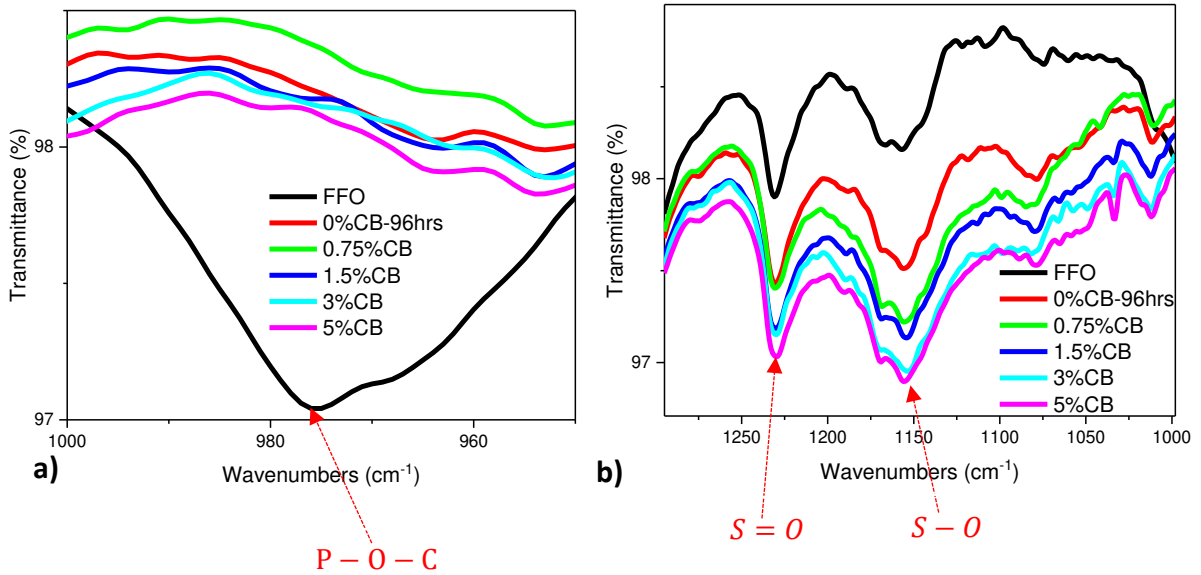 98
97
Transmittance (%)
1000
980
960
Wavenumbers (cm⁻¹)
FFO
0%CB-96hrs
0.75%CB
1.5%CB
3%CB
5%CB
a)
P – O – C
98
97
Transmittance (%)
1250
1200
1150
1100
1050
1000
Wavenumbers (cm⁻¹)
FFO
0%CB-96hrs
0.75%CB
1.5%CB
3%CB
5%CB
b)
S = O
S – O